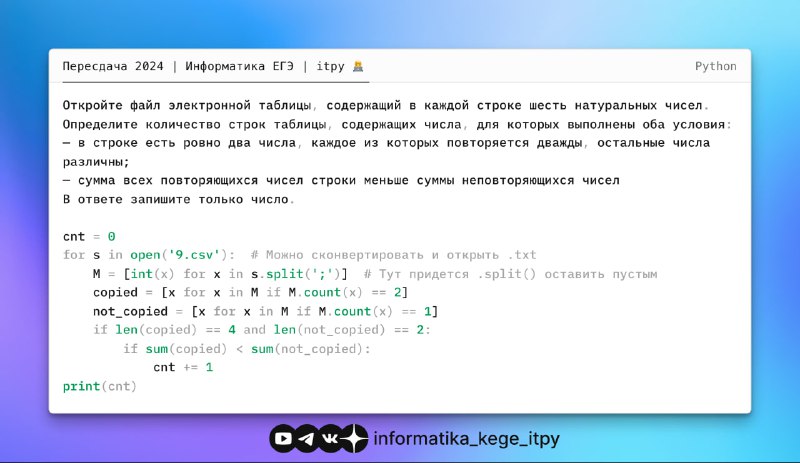 Пересдача 2024 | Информатика ЕГЭ | itpy 👨‍💻
Python
Откройте файл электронной таблицы, содержащий в каждой строке шесть натуральных чисел.
Определите количество строк таблицы, содержащих числа, для которых выполнены оба условия:
– в строке есть ровно два числа, каждое из которых повторяется дважды, остальные числа
различны;
– сумма всех повторяющихся чисел строки меньше суммы неповторяющихся чисел
В ответе запишите только число.
cnt = 0
for s in open('9.csv'):  # Можно сконвертировать и открыть .txt
    M = [int(x) for x in s.split(';')]  # Тут придется .split() оставить пустым
    copied = [x for x in M if M.count(x) == 2]
    not_copied = [x for x in M if M.count(x) == 1]
    if len(copied) == 4 and len(not_copied) == 2:
        if sum(copied) < sum(not_copied):
            cnt += 1
print(cnt)
informatika_kege_itpy